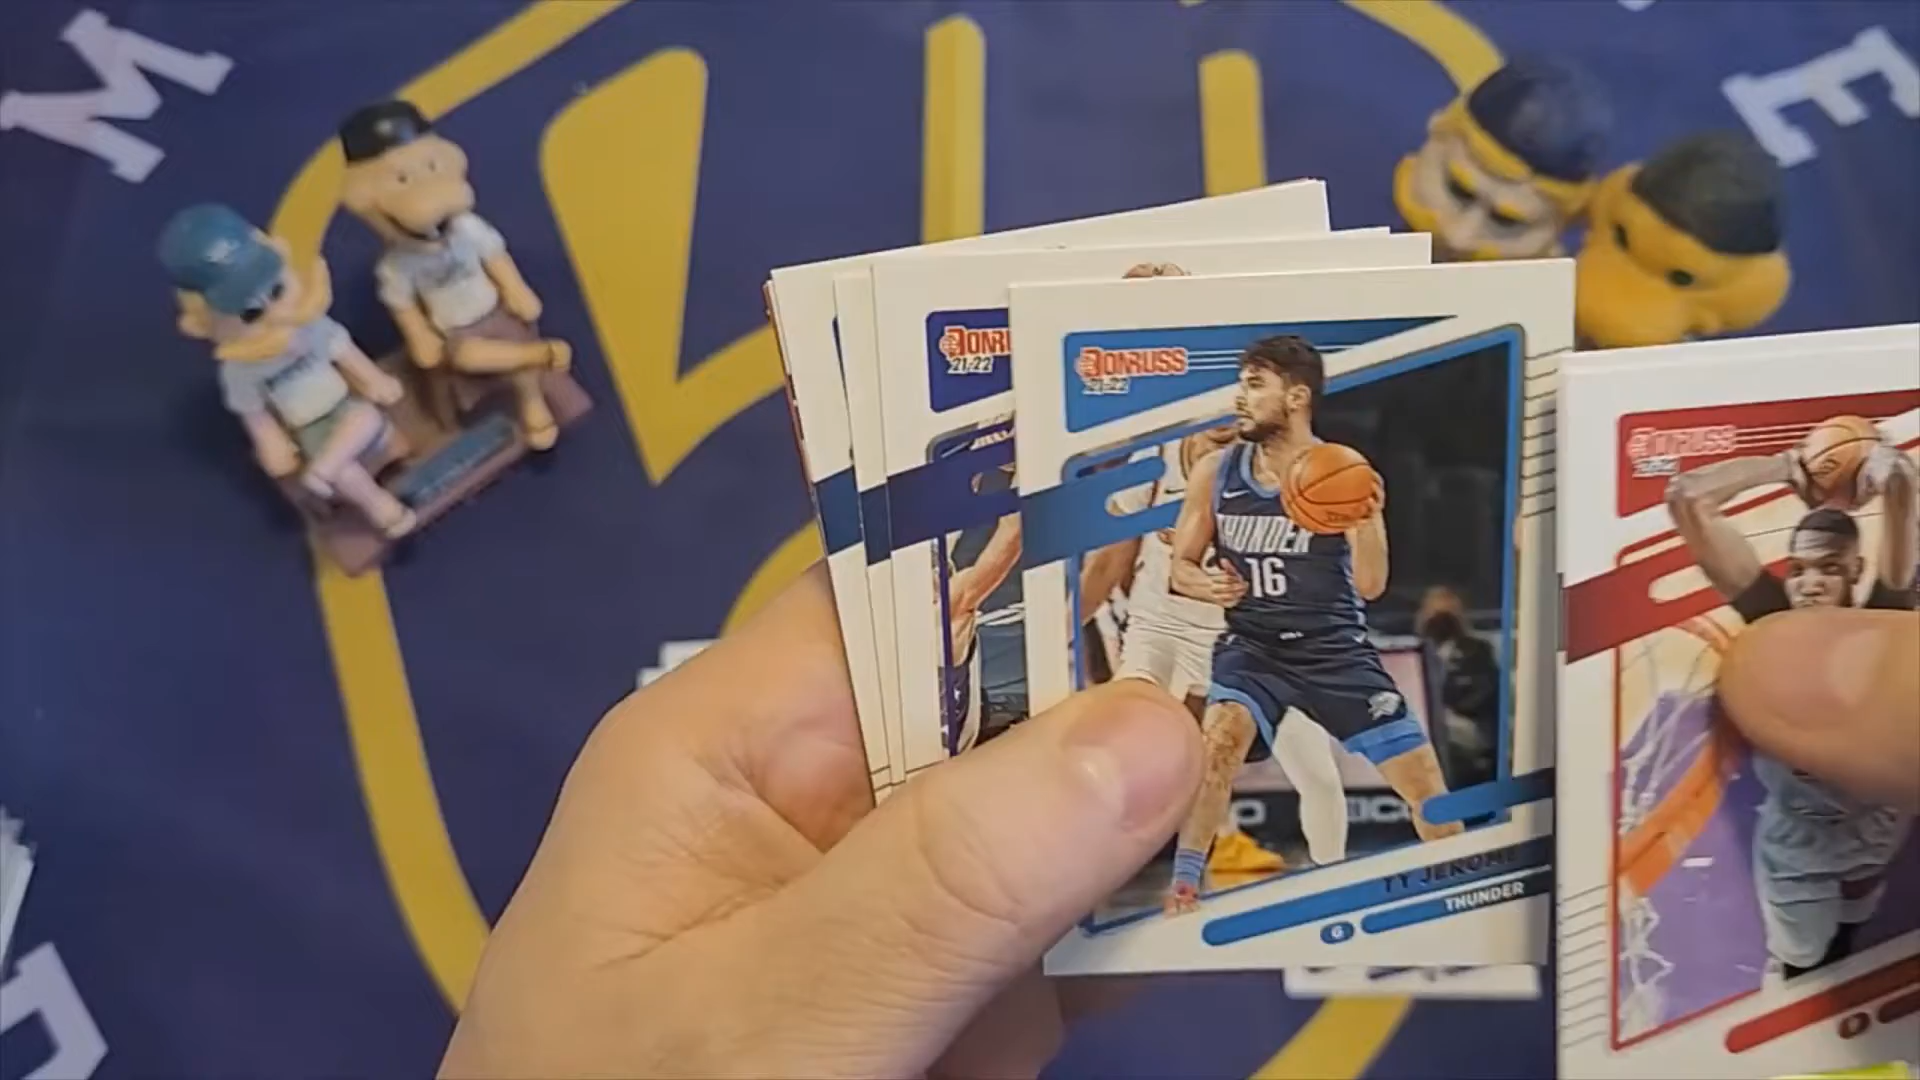 M
E
DONRUSS
21-22
DONRUSS
21-22
THUNDER
16
TY JEROME
THUNDER
G
DONRUSS